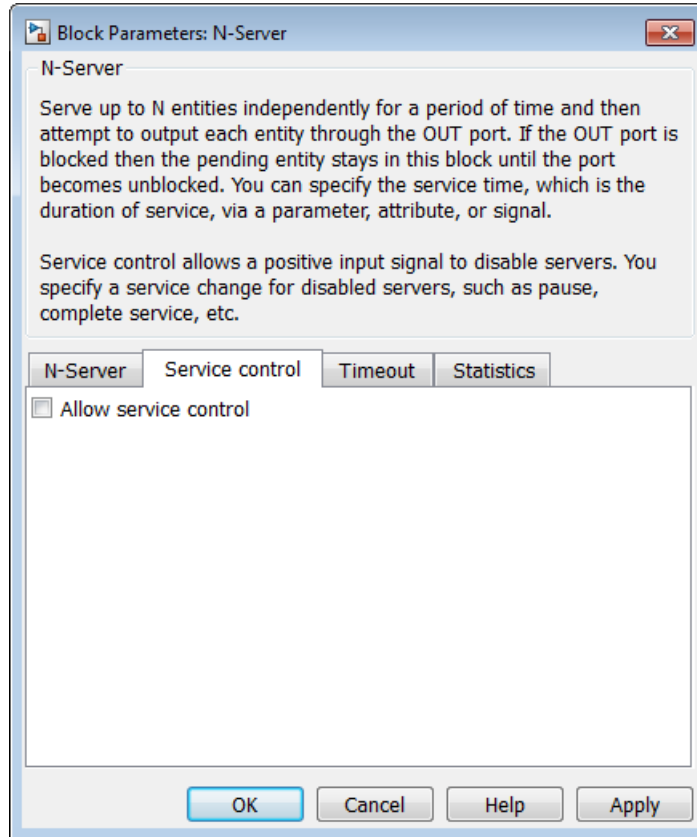 Block Parameters: N-Server
N-Server
Serve up to N entities independently for a period of time and then
attempt to output each entity through the OUT port. If the OUT port is
blocked then the pending entity stays in this block until the port
becomes unblocked. You can specify the service time, which is the
duration of service, via a parameter, attribute, or signal.
Service control allows a positive input signal to disable servers. You
specify a service change for disabled servers, such as pause,
complete service, etc.
N-Server Service control Timeout Statistics
Allow service control
OK Cancel Help Apply